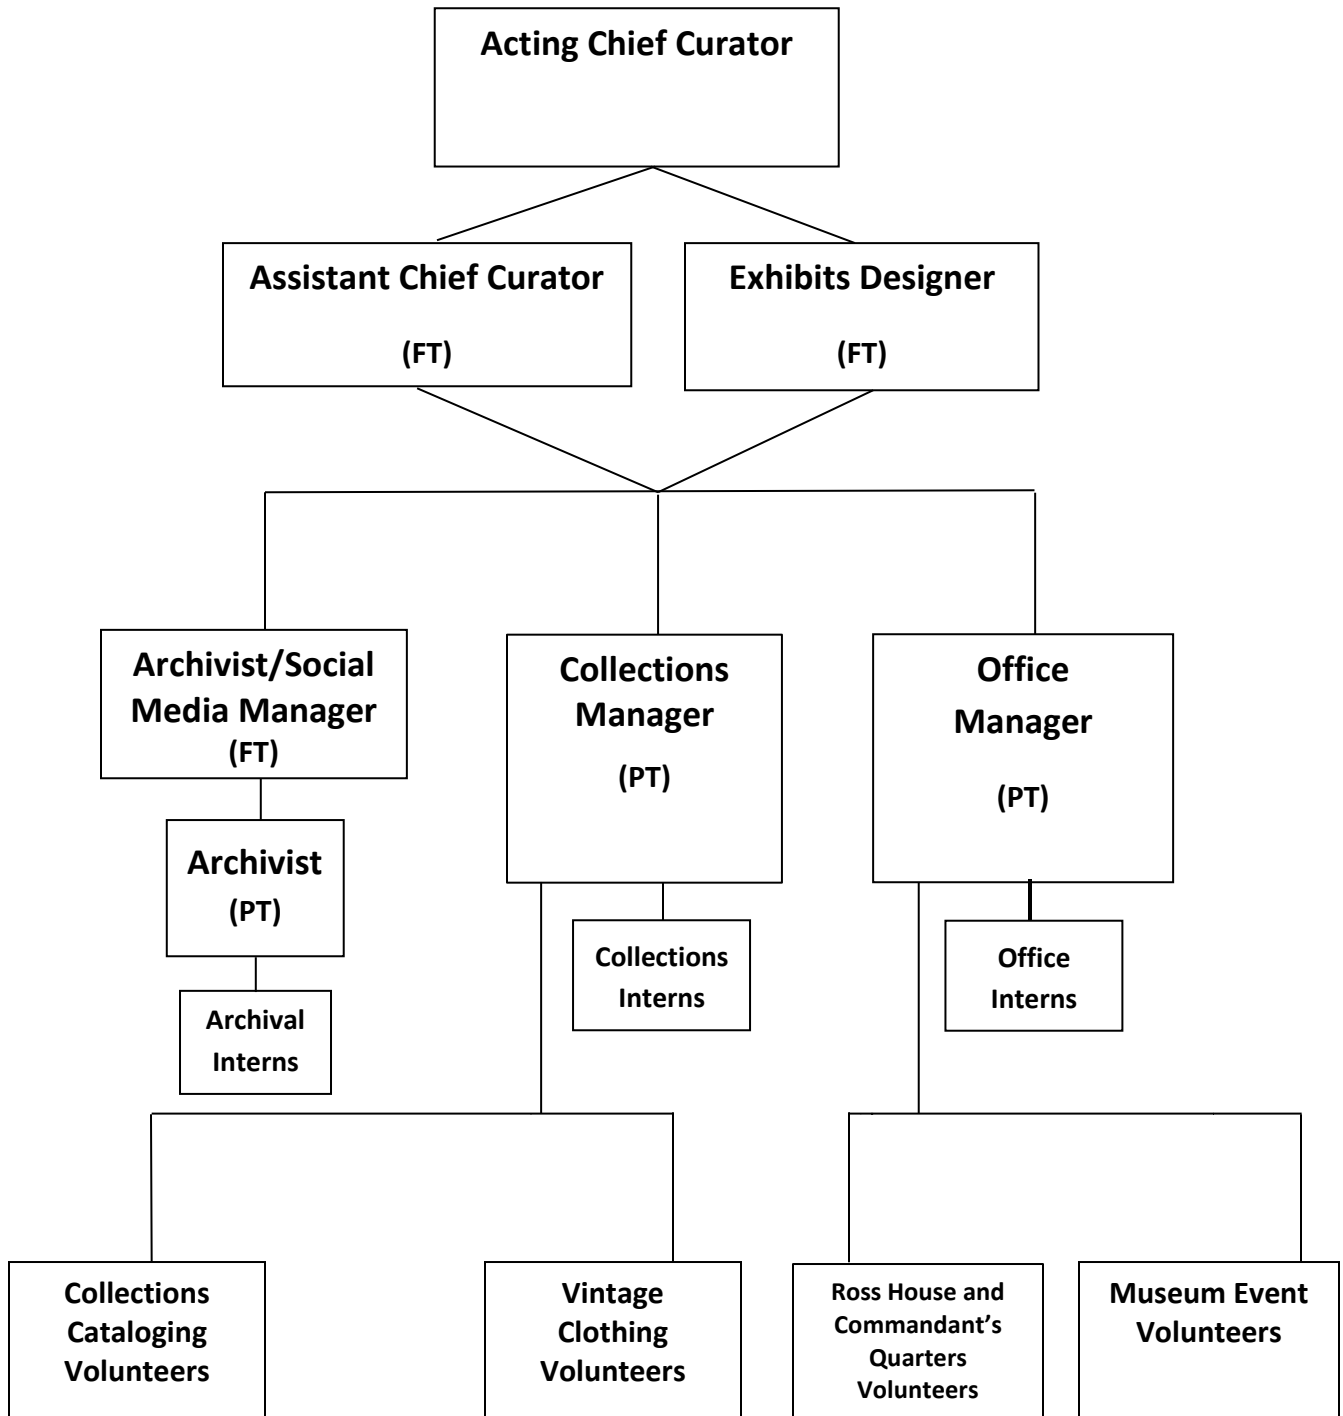 Acting Chief Curator
Assistant Chief Curator
(FT)
Exhibits Designer
(FT)
Archivist/Social
Media Manager
(FT)
Collections
Manager
(PT)
Office
Manager
(PT)
Archivist
(PT)
Collections
Interns
Office
Interns
Archival
Interns
Collections
Cataloging
Volunteers
Vintage
Clothing
Volunteers
Ross House and
Commandant’s
Quarters
Volunteers
Museum Event
Volunteers